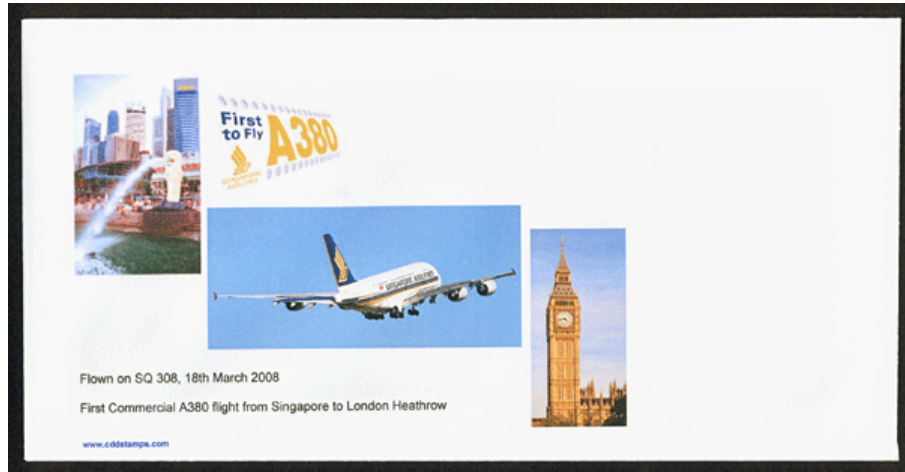 First
to Fly
A380
SINGAPORE
AIRLINES
SINGAPORE AIRLINES
Flown on SQ 308, 18th March 2008
First Commercial A380 flight from Singapore to London Heathrow
www.cddstamps.com